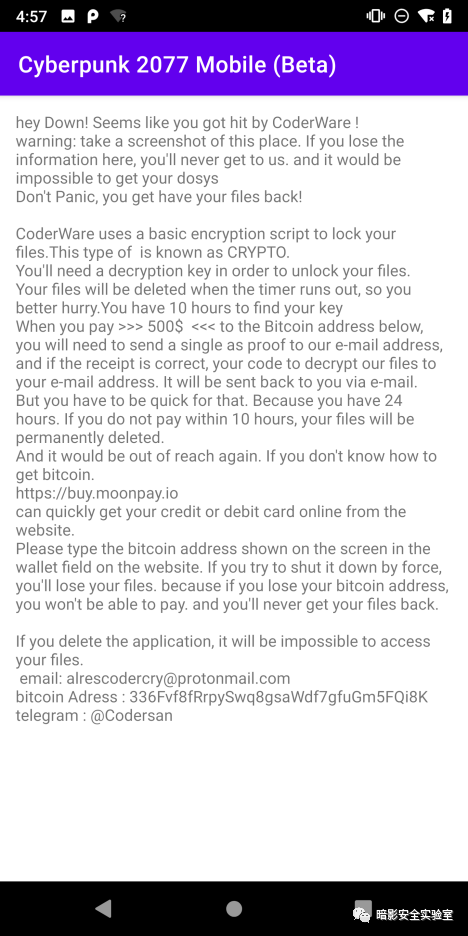 4:57
Cyberpunk 2077 Mobile (Beta)
hey Down! Seems like you got hit by CoderWare !
warning: take a screenshot of this place. If you lose the
information here, you'll never get to us. and it would be
impossible to get your dosys
Don't Panic, you get have your files back!
CoderWare uses a basic encryption script to lock your
files.This type of  is known as CRYPTO.
You'll need a decryption key in order to unlock your files.
Your files will be deleted when the timer runs out, so you
better hurry.You have 10 hours to find your key
When you pay >>> 500$  <<< to the Bitcoin address below,
you will need to send a single as proof to our e-mail address,
and if the receipt is correct, your code to decrypt our files to
your e-mail address. It will be sent back to you via e-mail.
But you have to be quick for that. Because you have 24
hours. If you do not pay within 10 hours, your files will be
permanently deleted.
And it would be out of reach again. If you don't know how to
get bitcoin.
https://buy.moonpay.io
can quickly get your credit or debit card online from the
website.
Please type the bitcoin address shown on the screen in the
wallet field on the website. If you try to shut it down by force,
you'll lose your files. because if you lose your bitcoin address,
you won't be able to pay. and you'll never get your files back.
If you delete the application, it will be impossible to access
your files.
email: alrescodercry@protonmail.com
bitcoin Adress : 336Fvf8fRrpySwq8gsaWdf7gfuGm5FQi8K
telegram : @Codersan
暗影安全实验室